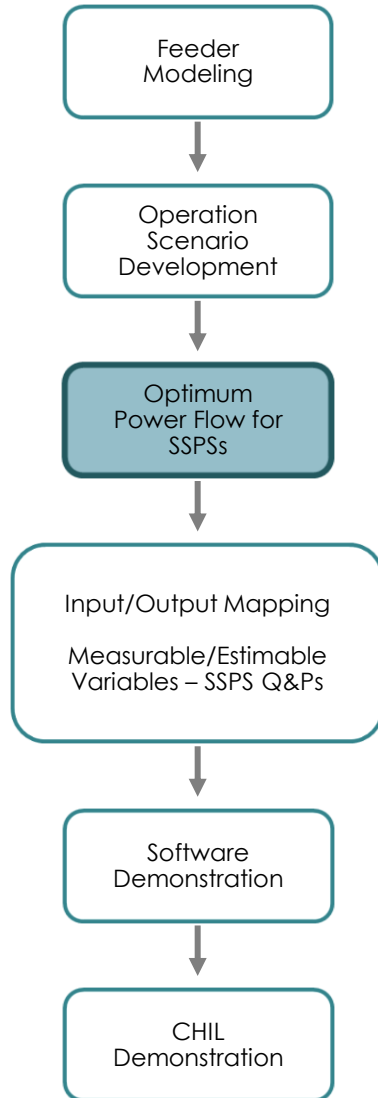 Feeder
Modeling
Operation
Scenario
Development
Optimum
Power Flow for
SSPSs
Input/Output Mapping
Measurable/Estimable
Variables – SSPS Q&Ps
Software
Demonstration
CHIL
Demonstration